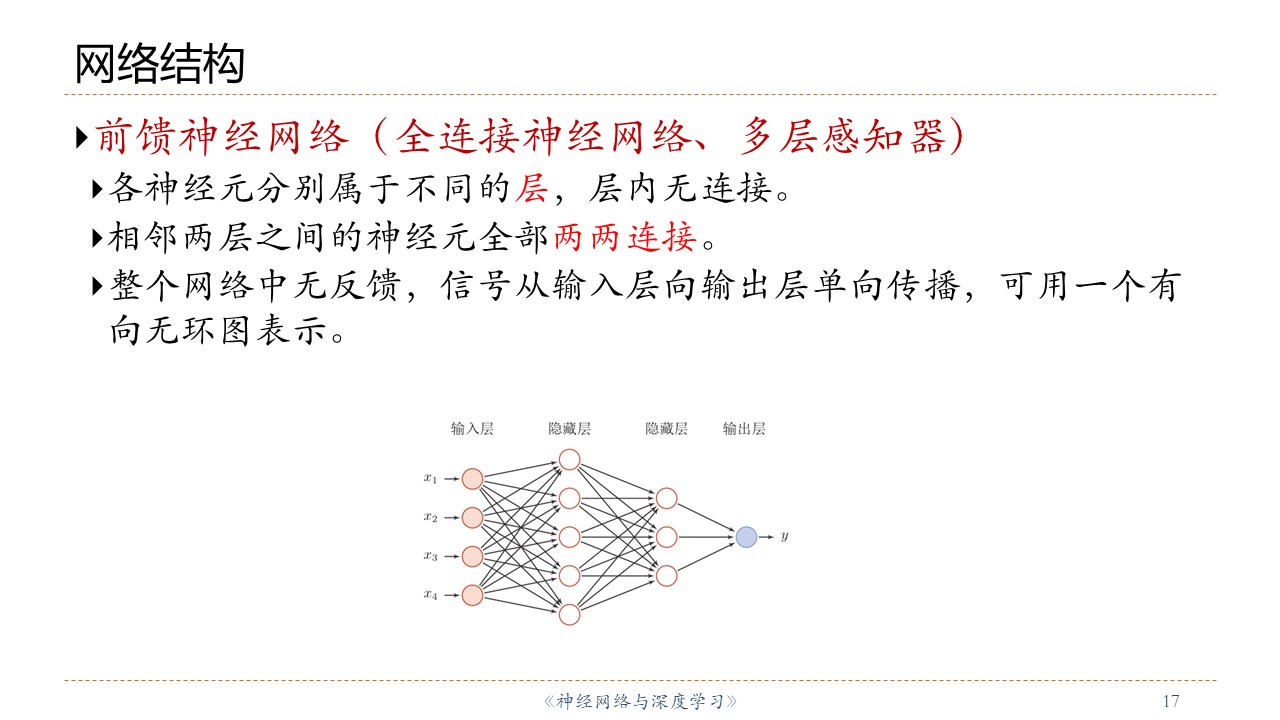 网络结构
前馈神经网络（全连接神经网络、多层感知器）
各神经元分别属于不同的层，层内无连接。
相邻两层之间的神经元全部两两连接。
整个网络中无反馈，信号从输入层向输出层单向传播，可用一个有
向无环图表示。
输入层 隐藏层 隐藏层 输出层
x₁
x₂
x₃
x₄
y
《神经网络与深度学习》 17